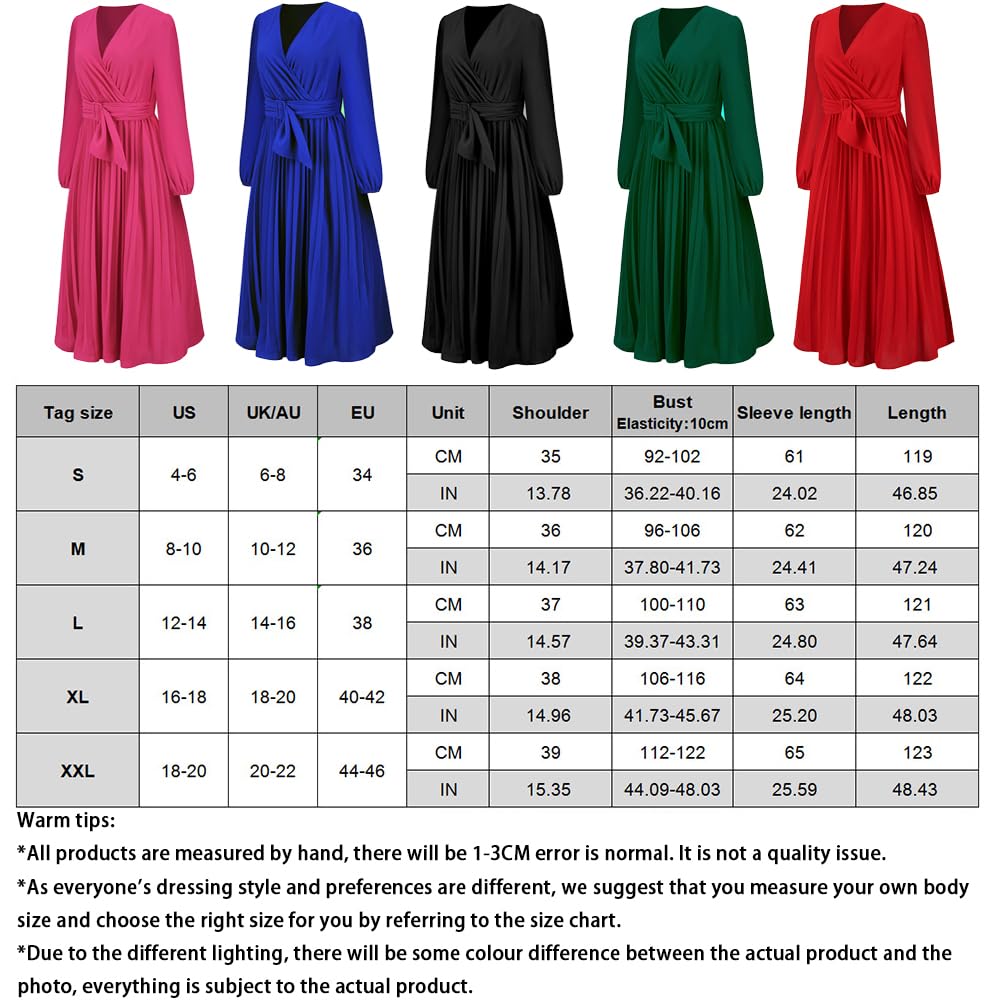 Tag size US UK/AU EU Unit Shoulder Bust Elasticity:10cm Sleeve length Length
S 4-6 6-8 34 CM 35 92-102 61 119
IN 13.78 36.22-40.16 24.02 46.85
M 8-10 10-12 36 CM 36 96-106 62 120
IN 14.17 37.80-41.73 24.41 47.24
L 12-14 14-16 38 CM 37 100-110 63 121
IN 14.57 39.37-43.31 24.80 47.64
XL 16-18 18-20 40-42 CM 38 106-116 64 122
IN 14.96 41.73-45.67 25.20 48.03
XXL 18-20 20-22 44-46 CM 39 112-122 65 123
IN 15.35 44.09-48.03 25.59 48.43
Warm tips:
*All products are measured by hand, there will be 1-3CM error is normal. It is not a quality issue.
*As everyone’s dressing style and preferences are different, we suggest that you measure your own body
size and choose the right size for you by referring to the size chart.
*Due to the different lighting, there will be some colour difference between the actual product and the
photo, everything is subject to the actual product.